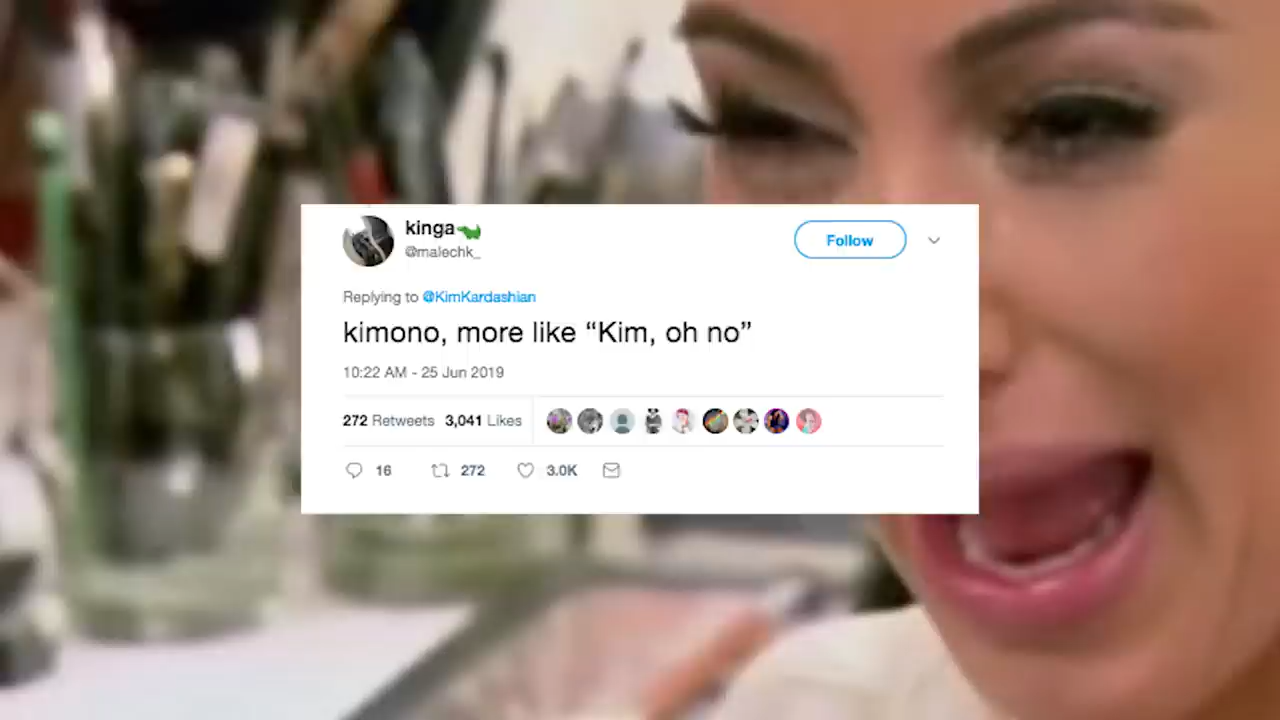 kinga
@malechk_
Follow
Replying to @KimKardashian
kimono, more like “Kim, oh no”
10:22 AM - 25 Jun 2019
272 Retweets 3,041 Likes
16 272 3.0K